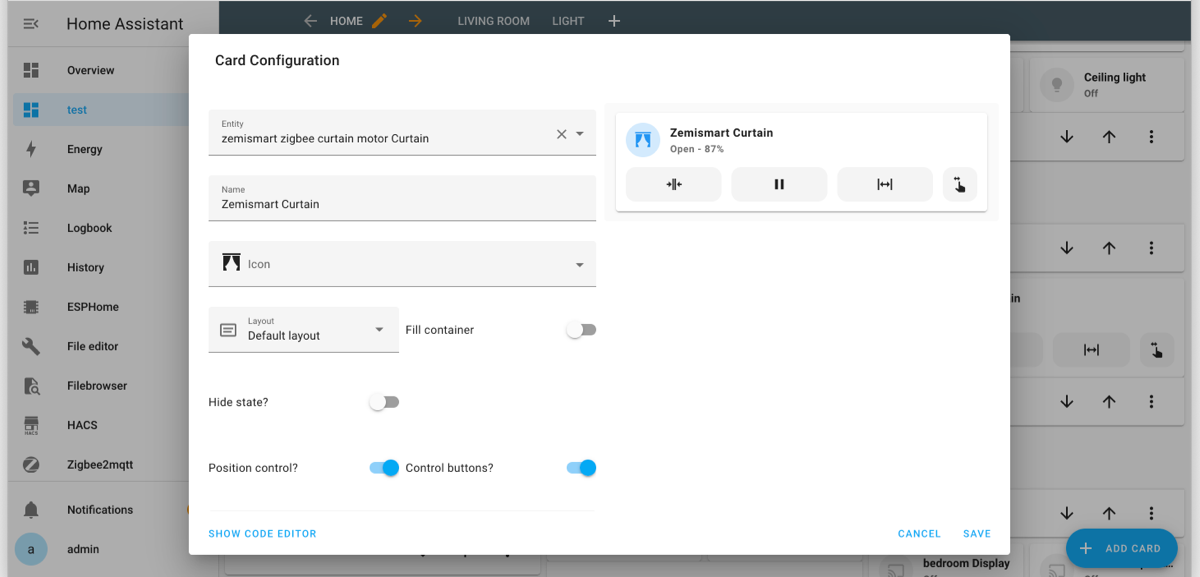 Home Assistant
HOME
LIVING ROOM
LIGHT
Overview
test
Energy
Map
Logbook
History
ESPHome
File editor
Filebrowser
HACS
HACS
Zigbee2mqtt
Notifications
a
admin
Card Configuration
Entity
zemismart zigbee curtain motor Curtain
Name
Zemismart Curtain
Icon
Layout
Default layout
Fill container
Hide state?
Position control?
Control buttons?
SHOW CODE EDITOR
CANCEL
SAVE
Zemismart Curtain
Open - 87%
Ceiling light
Off
in
ADD CARD
bedroom Display